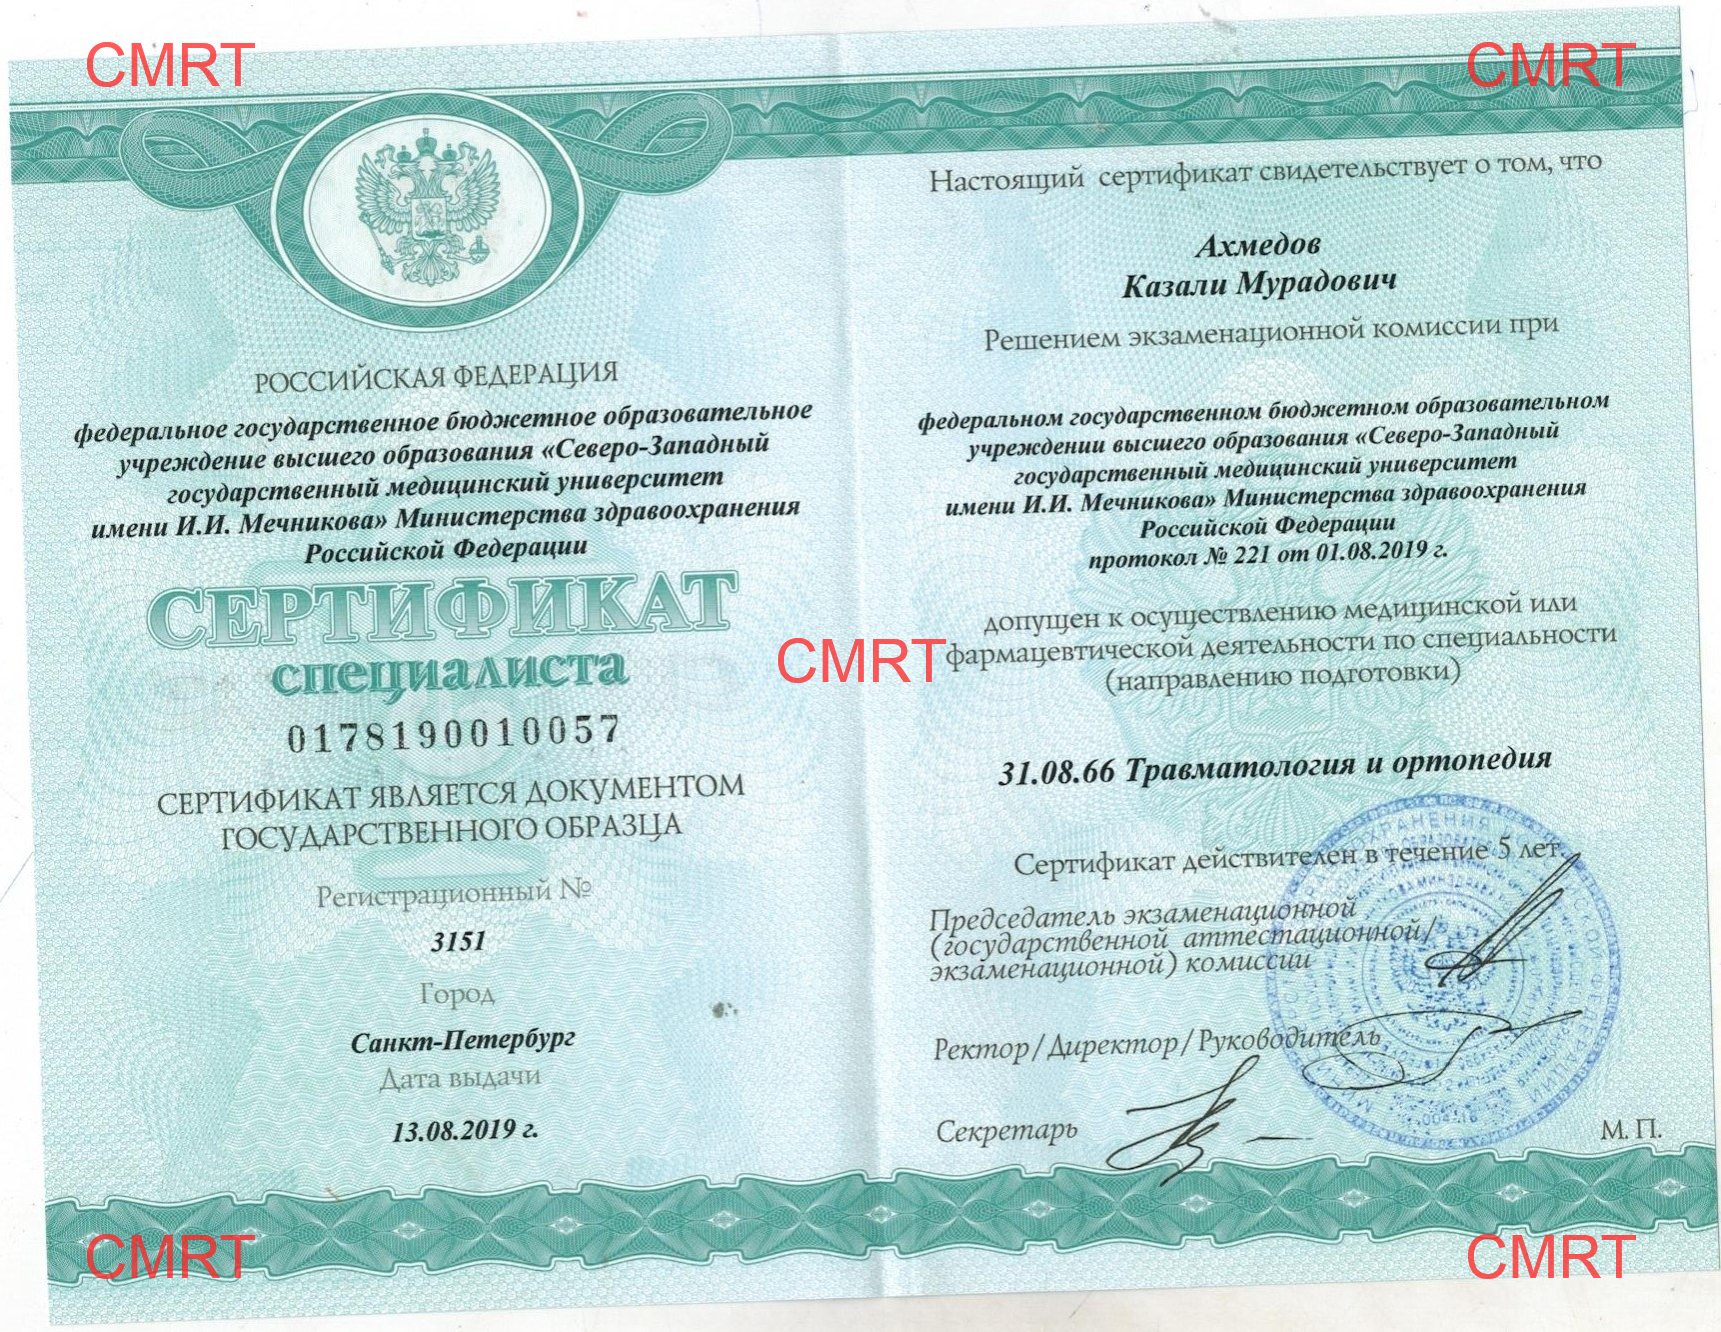 CMRT
CMRT
РОССИЙСКАЯ ФЕДЕРАЦИЯ
федеральное государственное бюджетное образовательное
учреждение высшего образования «Северо-Западный
государственный медицинский университет
имени И.И. Мечникова» Министерства здравоохранения
Российской Федерации
СЕРТИФИКАТ
специалиста
0178190010057
СЕРТИФИКАТ ЯВЛЯЕТСЯ ДОКУМЕНТОМ
ГОСУДАРСТВЕННОГО ОБРАЗЦА
Регистрационный №
3151
Город
Санкт-Петербург
Дата выдачи
13.08.2019 г.
CMRT
Настоящий сертификат свидетельствует о том, что
Ахмедов
Казали Мурадович
Решением экзаменационной комиссии при
федеральном государственном бюджетном образовательном
учреждении высшего образования «Северо-Западный
государственный медицинский университет
имени И.И. Мечникова» Министерства здравоохранения
Российской Федерации
протокол № 221 от 01.08.2019 г.
допущен к осуществлению медицинской или
фармацевтической деятельности по специальности
(направлению подготовки)
31.08.66 Травматология и ортопедия
Сертификат действителен в течение 5 лет.
Председатель экзаменационной
(государственной аттестационной/
экзаменационной) комиссии
Ректор/Директор/Руководитель
Секретарь
М. П.
CMRT
CMRT